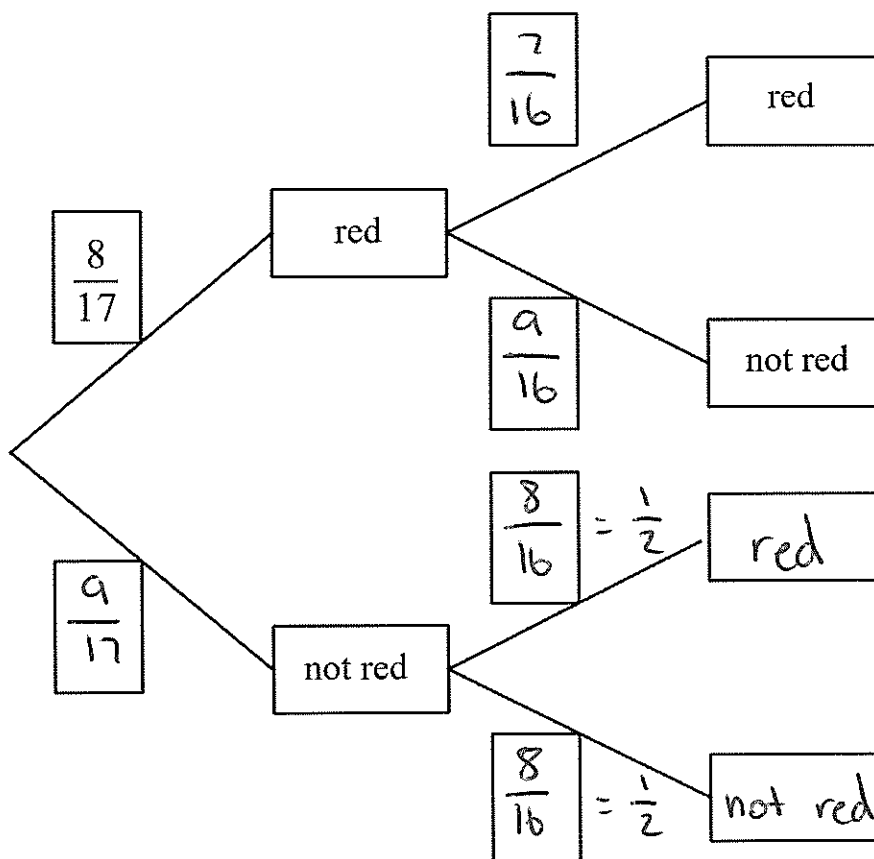 7/16
red
8/17
red
9/16
not red
8/16 = 1/2
red
9/17
not red
8/16 = 1/2
not red